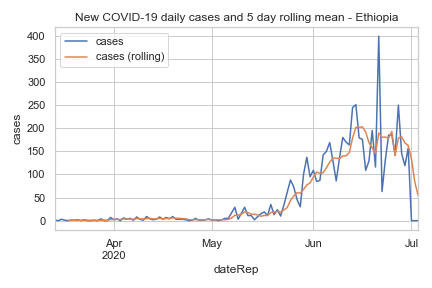 New COVID-19 daily cases and 5 day rolling mean - Ethiopia
cases
cases (rolling)
400
350
300
250
200
150
100
50
0
cases
Apr
2020
May
Jun
Jul
dateRep